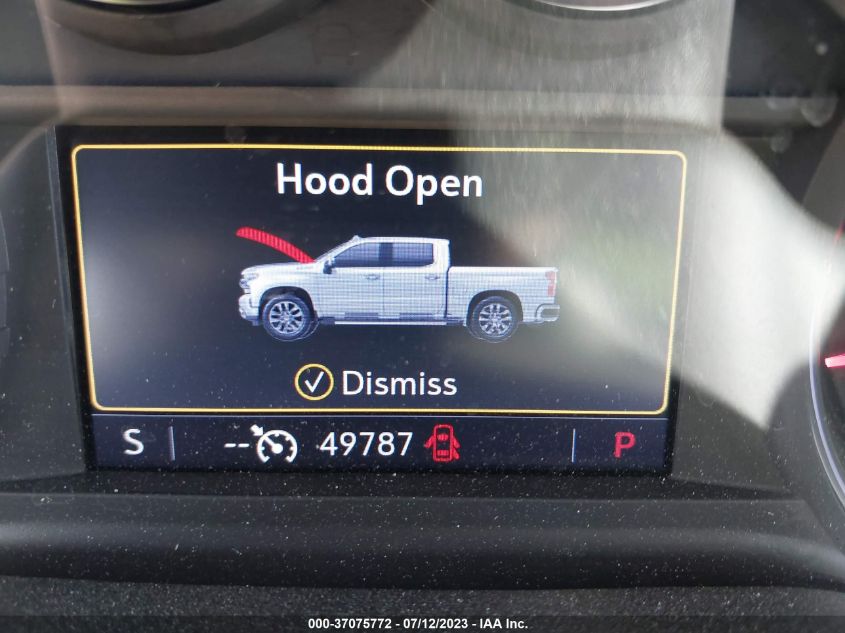 Hood Open
Dismiss
S -- 49787 P
000-37075772 - 07/12/2023 - IAA Inc.